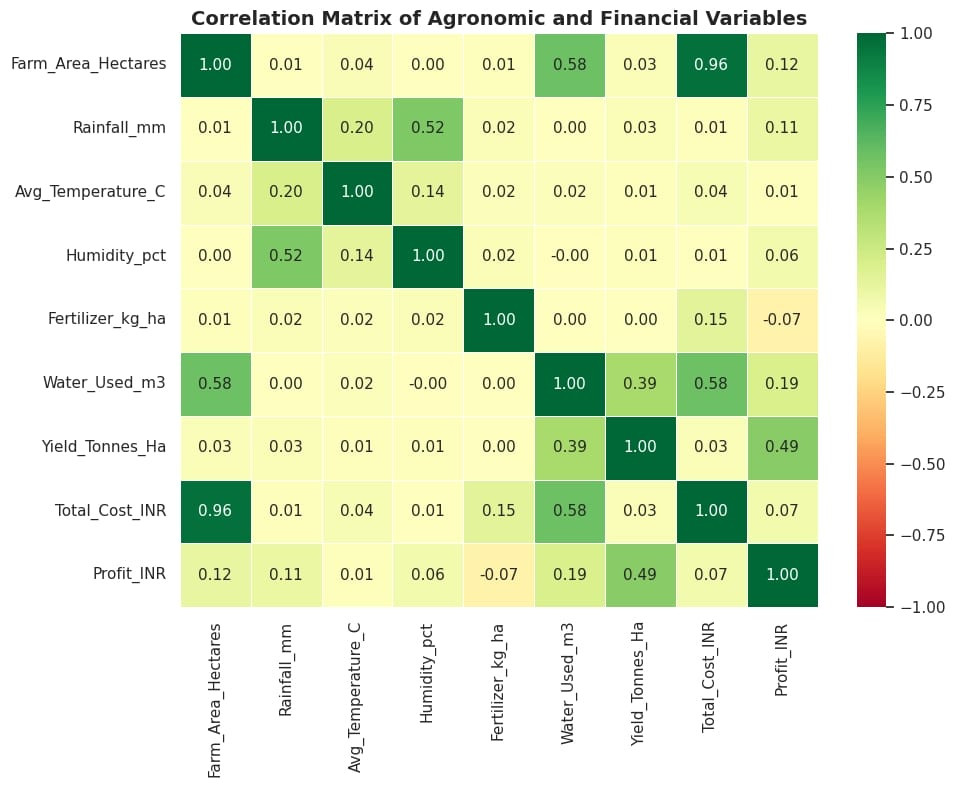 Correlation Matrix of Agronomic and Financial Variables
Farm_Area_Hectares 1.00 0.01 0.04 0.00 0.01 0.58 0.03 0.96 0.12
Rainfall_mm 0.01 1.00 0.20 0.52 0.02 0.00 0.03 0.01 0.11
Avg_Temperature_C 0.04 0.20 1.00 0.14 0.02 0.02 0.01 0.04 0.01
Humidity_pct 0.00 0.52 0.14 1.00 0.02 -0.00 0.01 0.01 0.06
Fertilizer_kg_ha 0.01 0.02 0.02 0.02 1.00 0.00 0.00 0.15 -0.07
Water_Used_m3 0.58 0.00 0.02 -0.00 0.00 1.00 0.39 0.58 0.19
Yield_Tonnes_Ha 0.03 0.03 0.01 0.01 0.00 0.39 1.00 0.03 0.49
Total_Cost_INR 0.96 0.01 0.04 0.01 0.15 0.58 0.03 1.00 0.07
Profit_INR 0.12 0.11 0.01 0.06 -0.07 0.19 0.49 0.07 1.00
Farm_Area_Hectares
Rainfall_mm
Avg_Temperature_C
Humidity_pct
Fertilizer_kg_ha
Water_Used_m3
Yield_Tonnes_Ha
Total_Cost_INR
Profit_INR
1.00
0.75
0.50
0.25
0.00
−0.25
−0.50
−0.75
−1.00